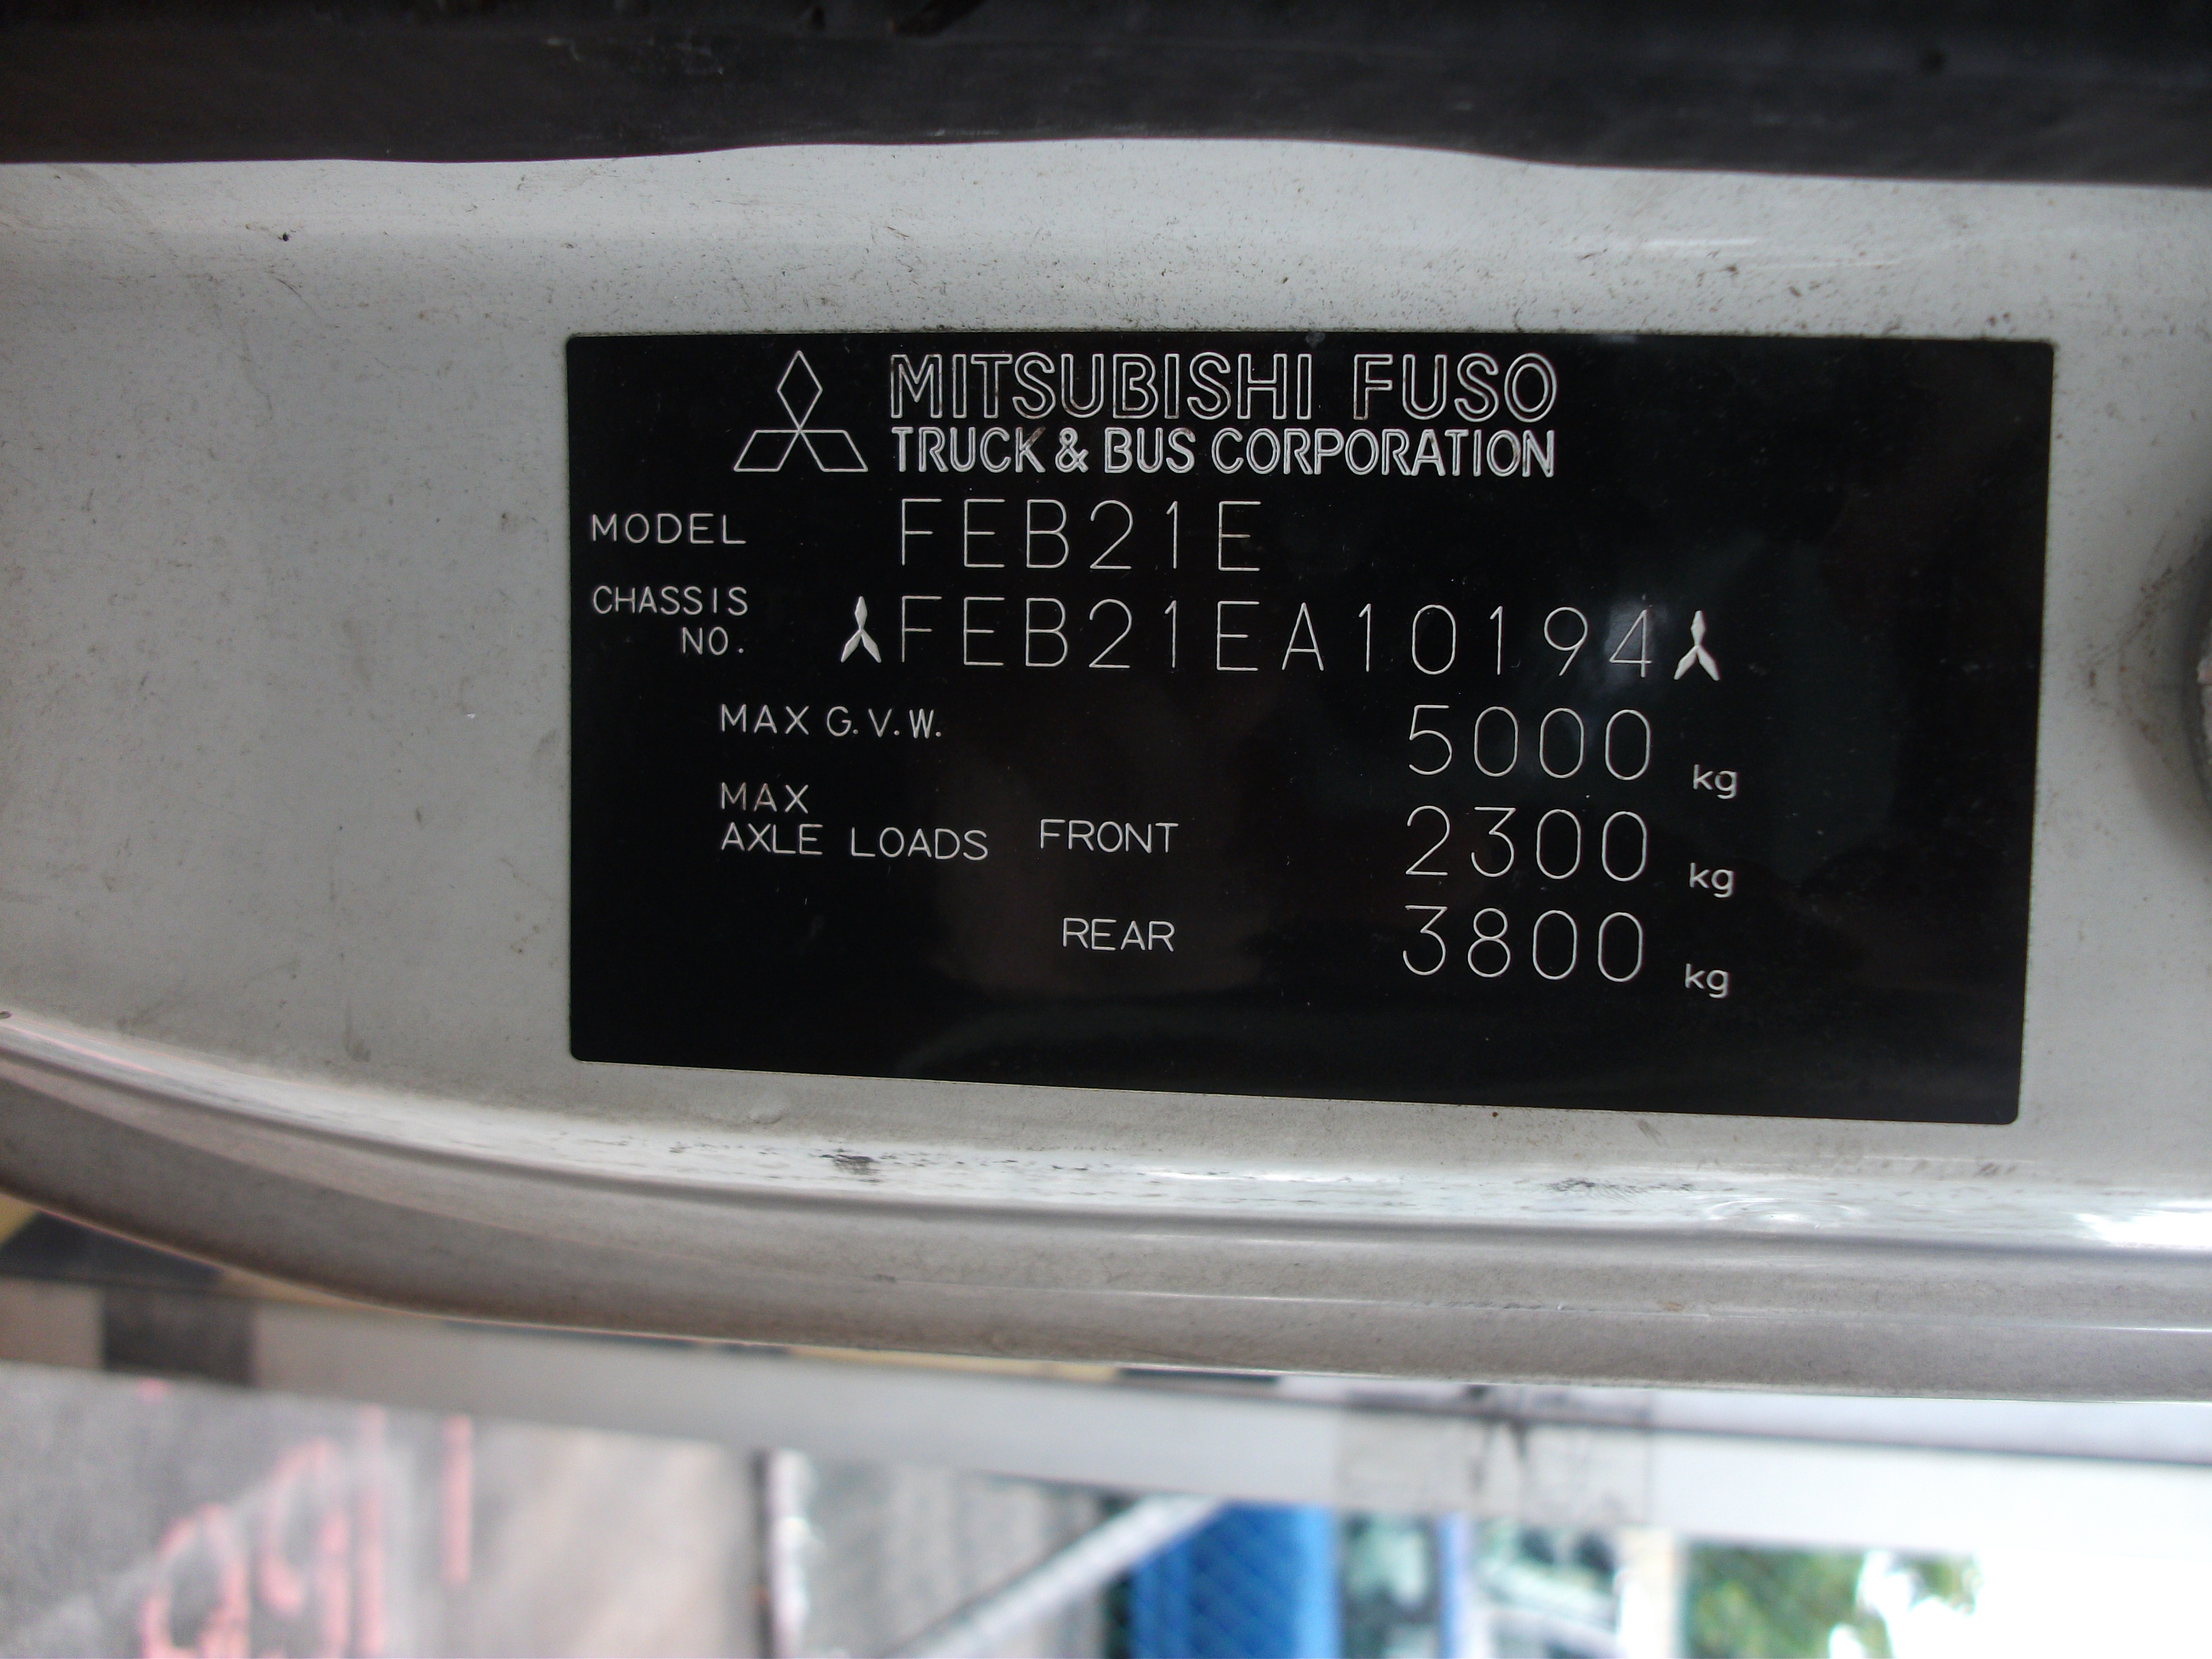 MITSUBISHI FUSO
TRUCK & BUS CORPORATION
MODEL FEB21E
CHASSIS
NO. FEB21EA10194
MAX G.V.W. 5000 kg
MAX
AXLE LOADS FRONT 2300 kg
REAR 3800 kg